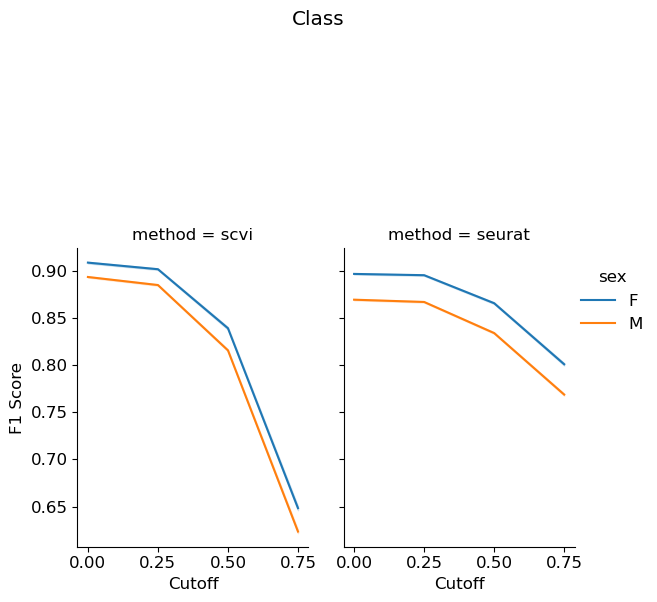 Class
method = scvi
method = seurat
F1 Score
0.90
0.85
0.80
0.75
0.70
0.65
0.00 0.25 0.50 0.75
0.00 0.25 0.50 0.75
Cutoff
Cutoff
sex
F
M